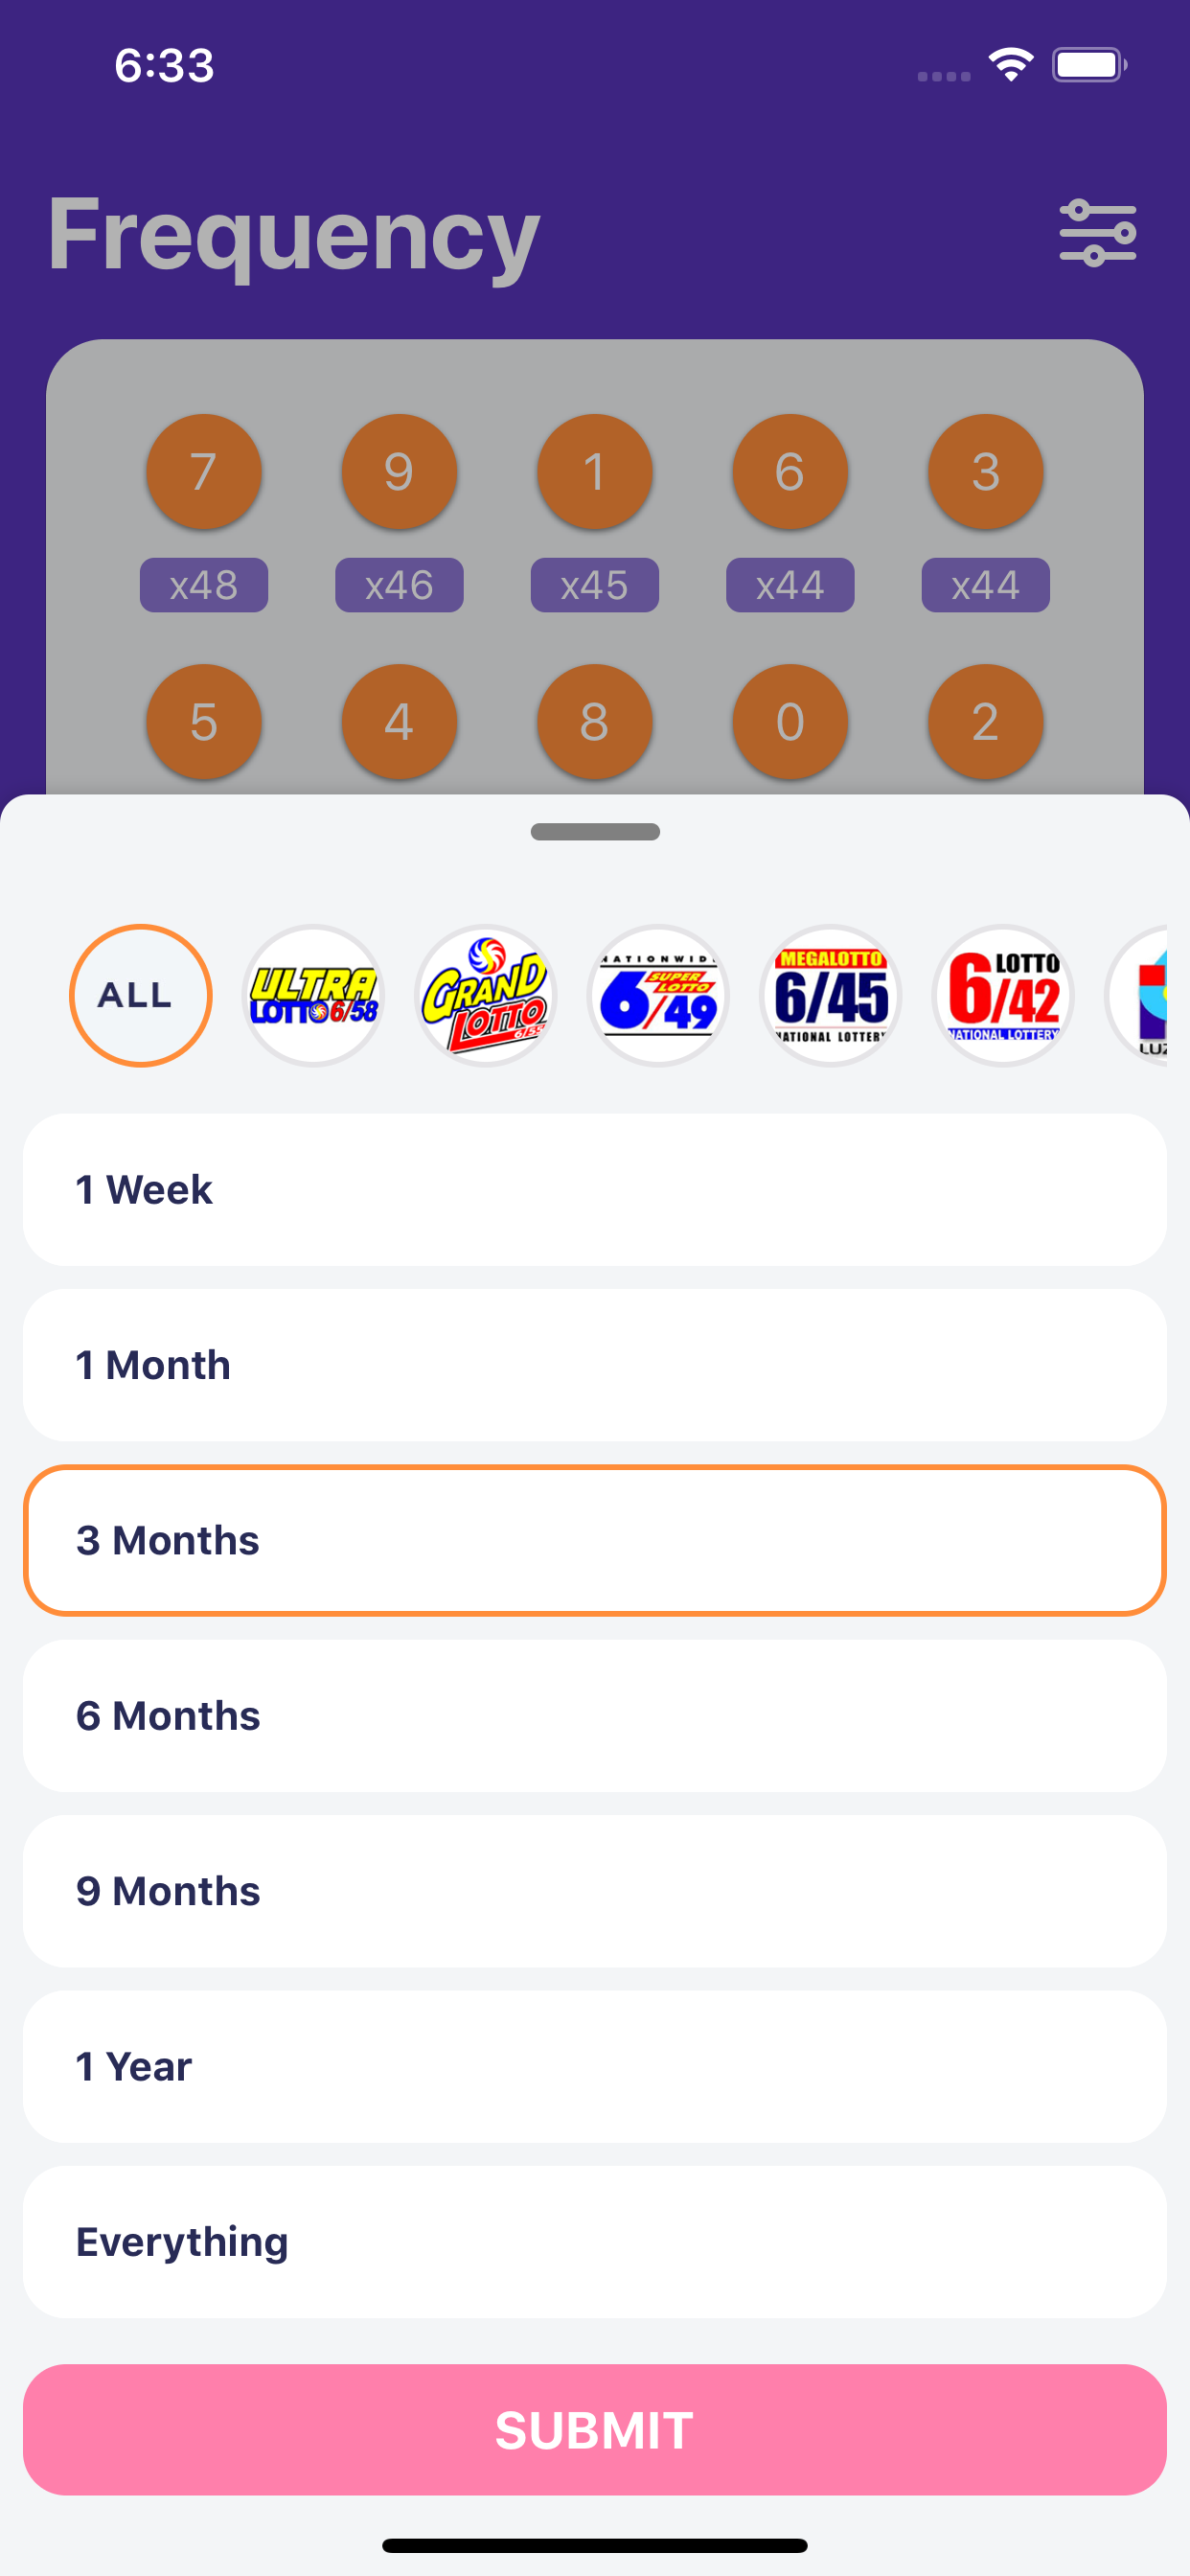 6:33
Frequency
7 9 1 6 3
x48 x46 x45 x44 x44
5 4 8 0 2
ALL
ULTRA
LOTTO 6/58
GRAND
LOTTO
6/55
NATIONWIDE
6/49 SUPER LOTTO
MEGALOTTO
6/45
NATIONAL LOTTERY
LOTTO
6/42
NATIONAL LOTTERY
LUZ
1 Week
1 Month
3 Months
6 Months
9 Months
1 Year
Everything
SUBMIT